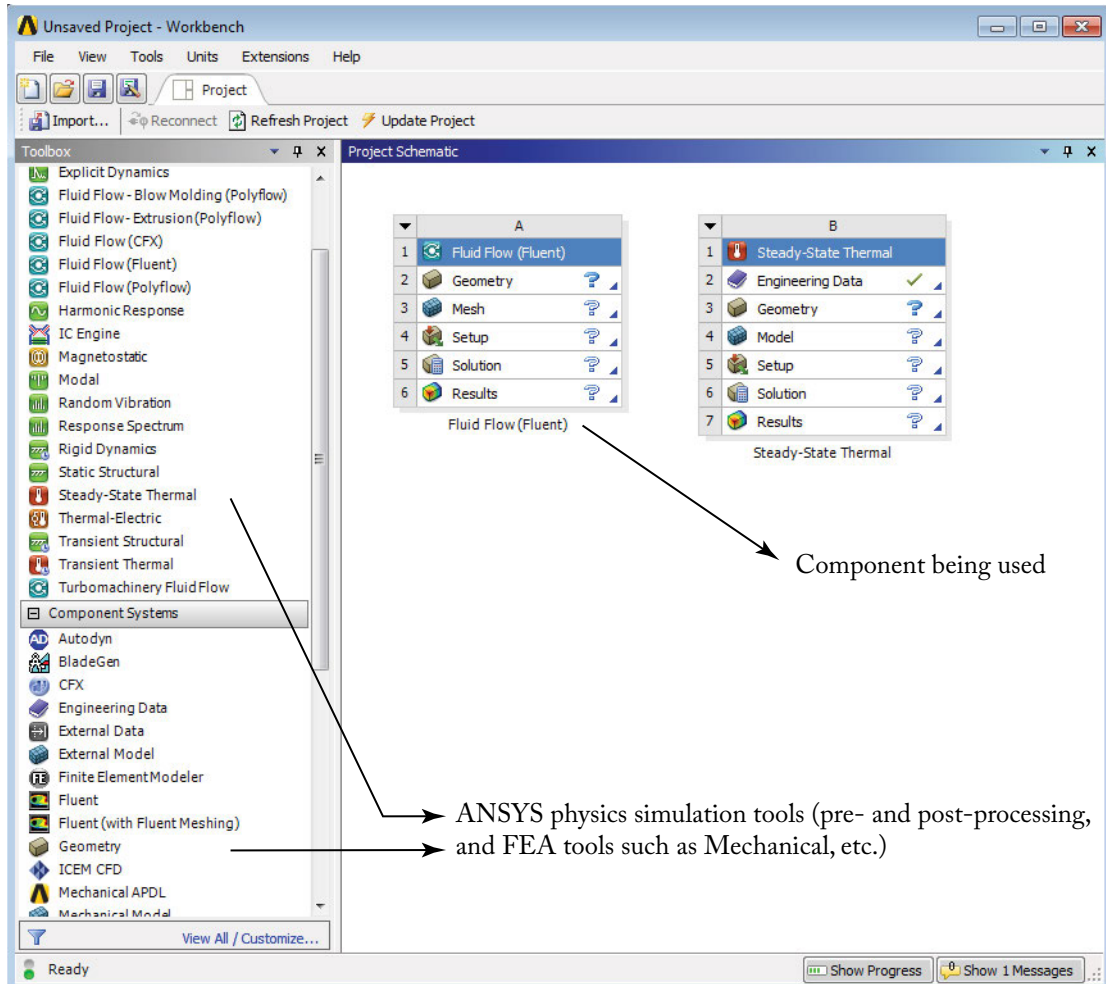 Unsaved Project - Workbench
File View Tools Units Extensions Help
Project
Import... Reconnect Refresh Project Update Project
Toolbox
Explicit Dynamics
Fluid Flow - Blow Molding (Polyflow)
Fluid Flow - Extrusion (Polyflow)
Fluid Flow (CFX)
Fluid Flow (Fluent)
Fluid Flow (Polyflow)
Harmonic Response
IC Engine
Magnetostatic
Modal
Random Vibration
Response Spectrum
Rigid Dynamics
Static Structural
Steady-State Thermal
Thermal-Electric
Transient Structural
Transient Thermal
Turbomachinery Fluid Flow
Component Systems
Autodyn
BladeGen
CFX
Engineering Data
External Data
External Model
Finite Element Modeler
Fluent
Fluent (with Fluent Meshing)
Geometry
ICEM CFD
Mechanical APDL
Mechanical Model
View All / Customize...
Project Schematic
A
1 Fluid Flow (Fluent)
2 Geometry ?
3 Mesh ?
4 Setup ?
5 Solution ?
6 Results ?
Fluid Flow (Fluent)
B
1 Steady-State Thermal
2 Engineering Data ✓
3 Geometry ?
4 Model ?
5 Setup ?
6 Solution ?
7 Results ?
Steady-State Thermal
Component being used
ANSYS physics simulation tools (pre- and post-processing,
and FEA tools such as Mechanical, etc.)
Ready
Show Progress
0 Show 1 Messages